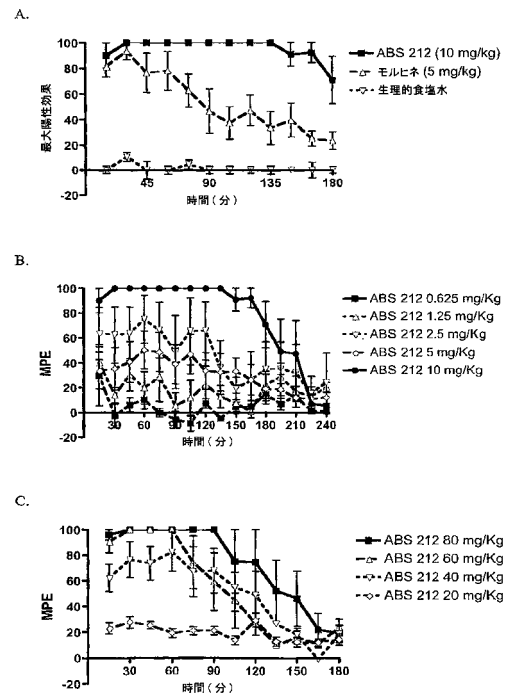 A.
最大陽性効果
100
80
60
40
20
0
-20
45
90
135
180
時間(分)
ABS 212 (10 mg/kg)
モルヒネ (5 mg/kg)
生理的食塩水
B.
MPE
100
80
60
40
20
0
-20
30
60
90
120
150
180
210
240
時間(分)
ABS 212 0.625 mg/Kg
ABS 212 1.25 mg/Kg
ABS 212 2.5 mg/Kg
ABS 212 5 mg/Kg
ABS 212 10 mg/Kg
C.
MPE
100
80
60
40
20
0
-20
30
60
90
120
150
180
時間(分)
ABS 212 80 mg/Kg
ABS 212 60 mg/Kg
ABS 212 40 mg/Kg
ABS 212 20 mg/Kg